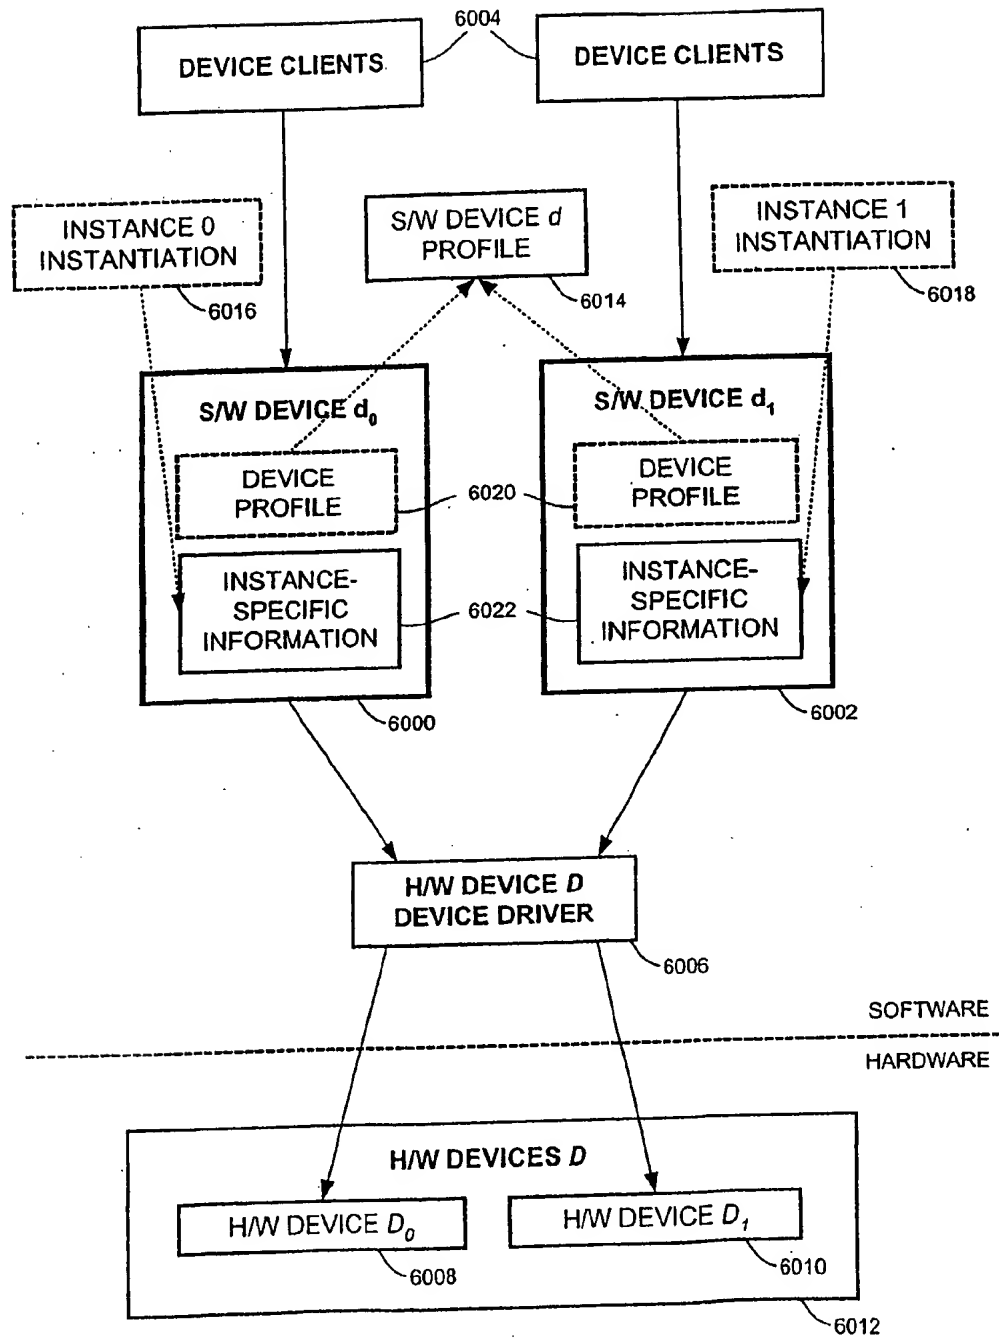 6004
DEVICE CLIENTS
DEVICE CLIENTS
INSTANCE 0
INSTANTIATION
6016
S/W DEVICE d
PROFILE
6014
INSTANCE 1
INSTANTIATION
6018
S/W DEVICE d0
DEVICE
PROFILE
6020
INSTANCE-
SPECIFIC
INFORMATION
6022
6000
S/W DEVICE d1
DEVICE
PROFILE
INSTANCE-
SPECIFIC
INFORMATION
6002
H/W DEVICE D
DEVICE DRIVER
6006
SOFTWARE
HARDWARE
H/W DEVICES D
H/W DEVICE D0
6008
H/W DEVICE D1
6010
6012